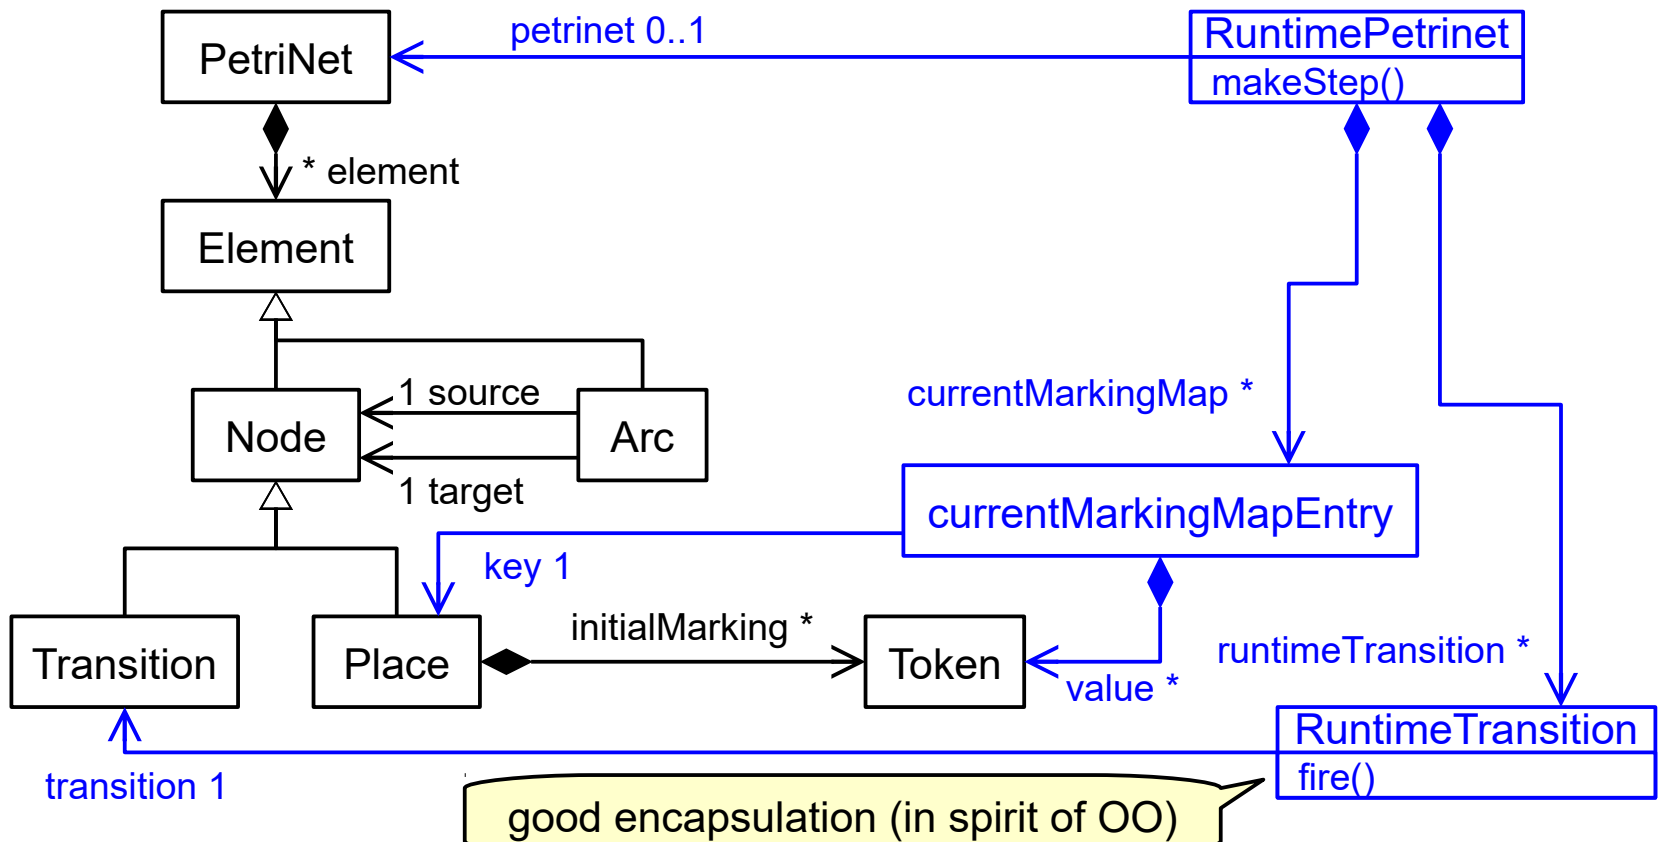 petrinet 0..1
RuntimePetrinet
PetriNet
makeStep()
* element
Element
1 source
currentMarkingMap *
Node
Arc
1 target
currentMarkingMapEntry
key 1
initialMarking *
runtimeTransition *
Transition
Place
Token
value *
RuntimeTransition
transition 1
fire()
good encapsulation (in spirit of OO)